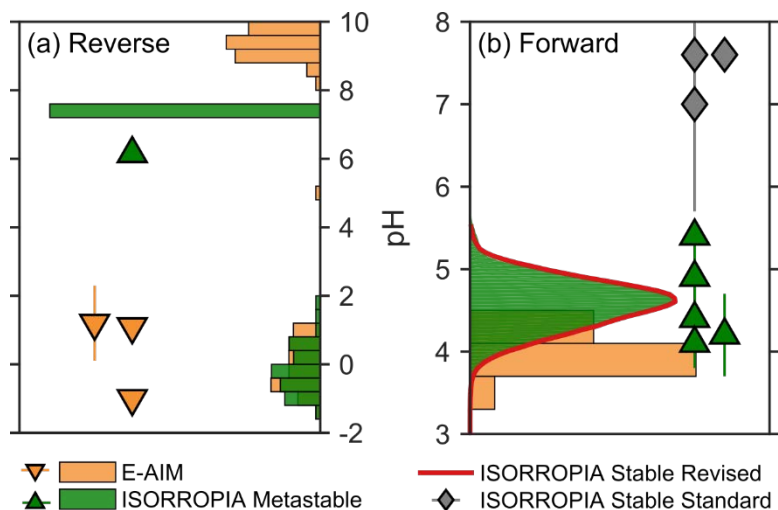 (a) Reverse
10
8
6
4
2
0
-2
pH
(b) Forward
8
7
6
5
4
3
E-AIM
ISORROPIA Metastable
ISORROPIA Stable Revised
ISORROPIA Stable Standard